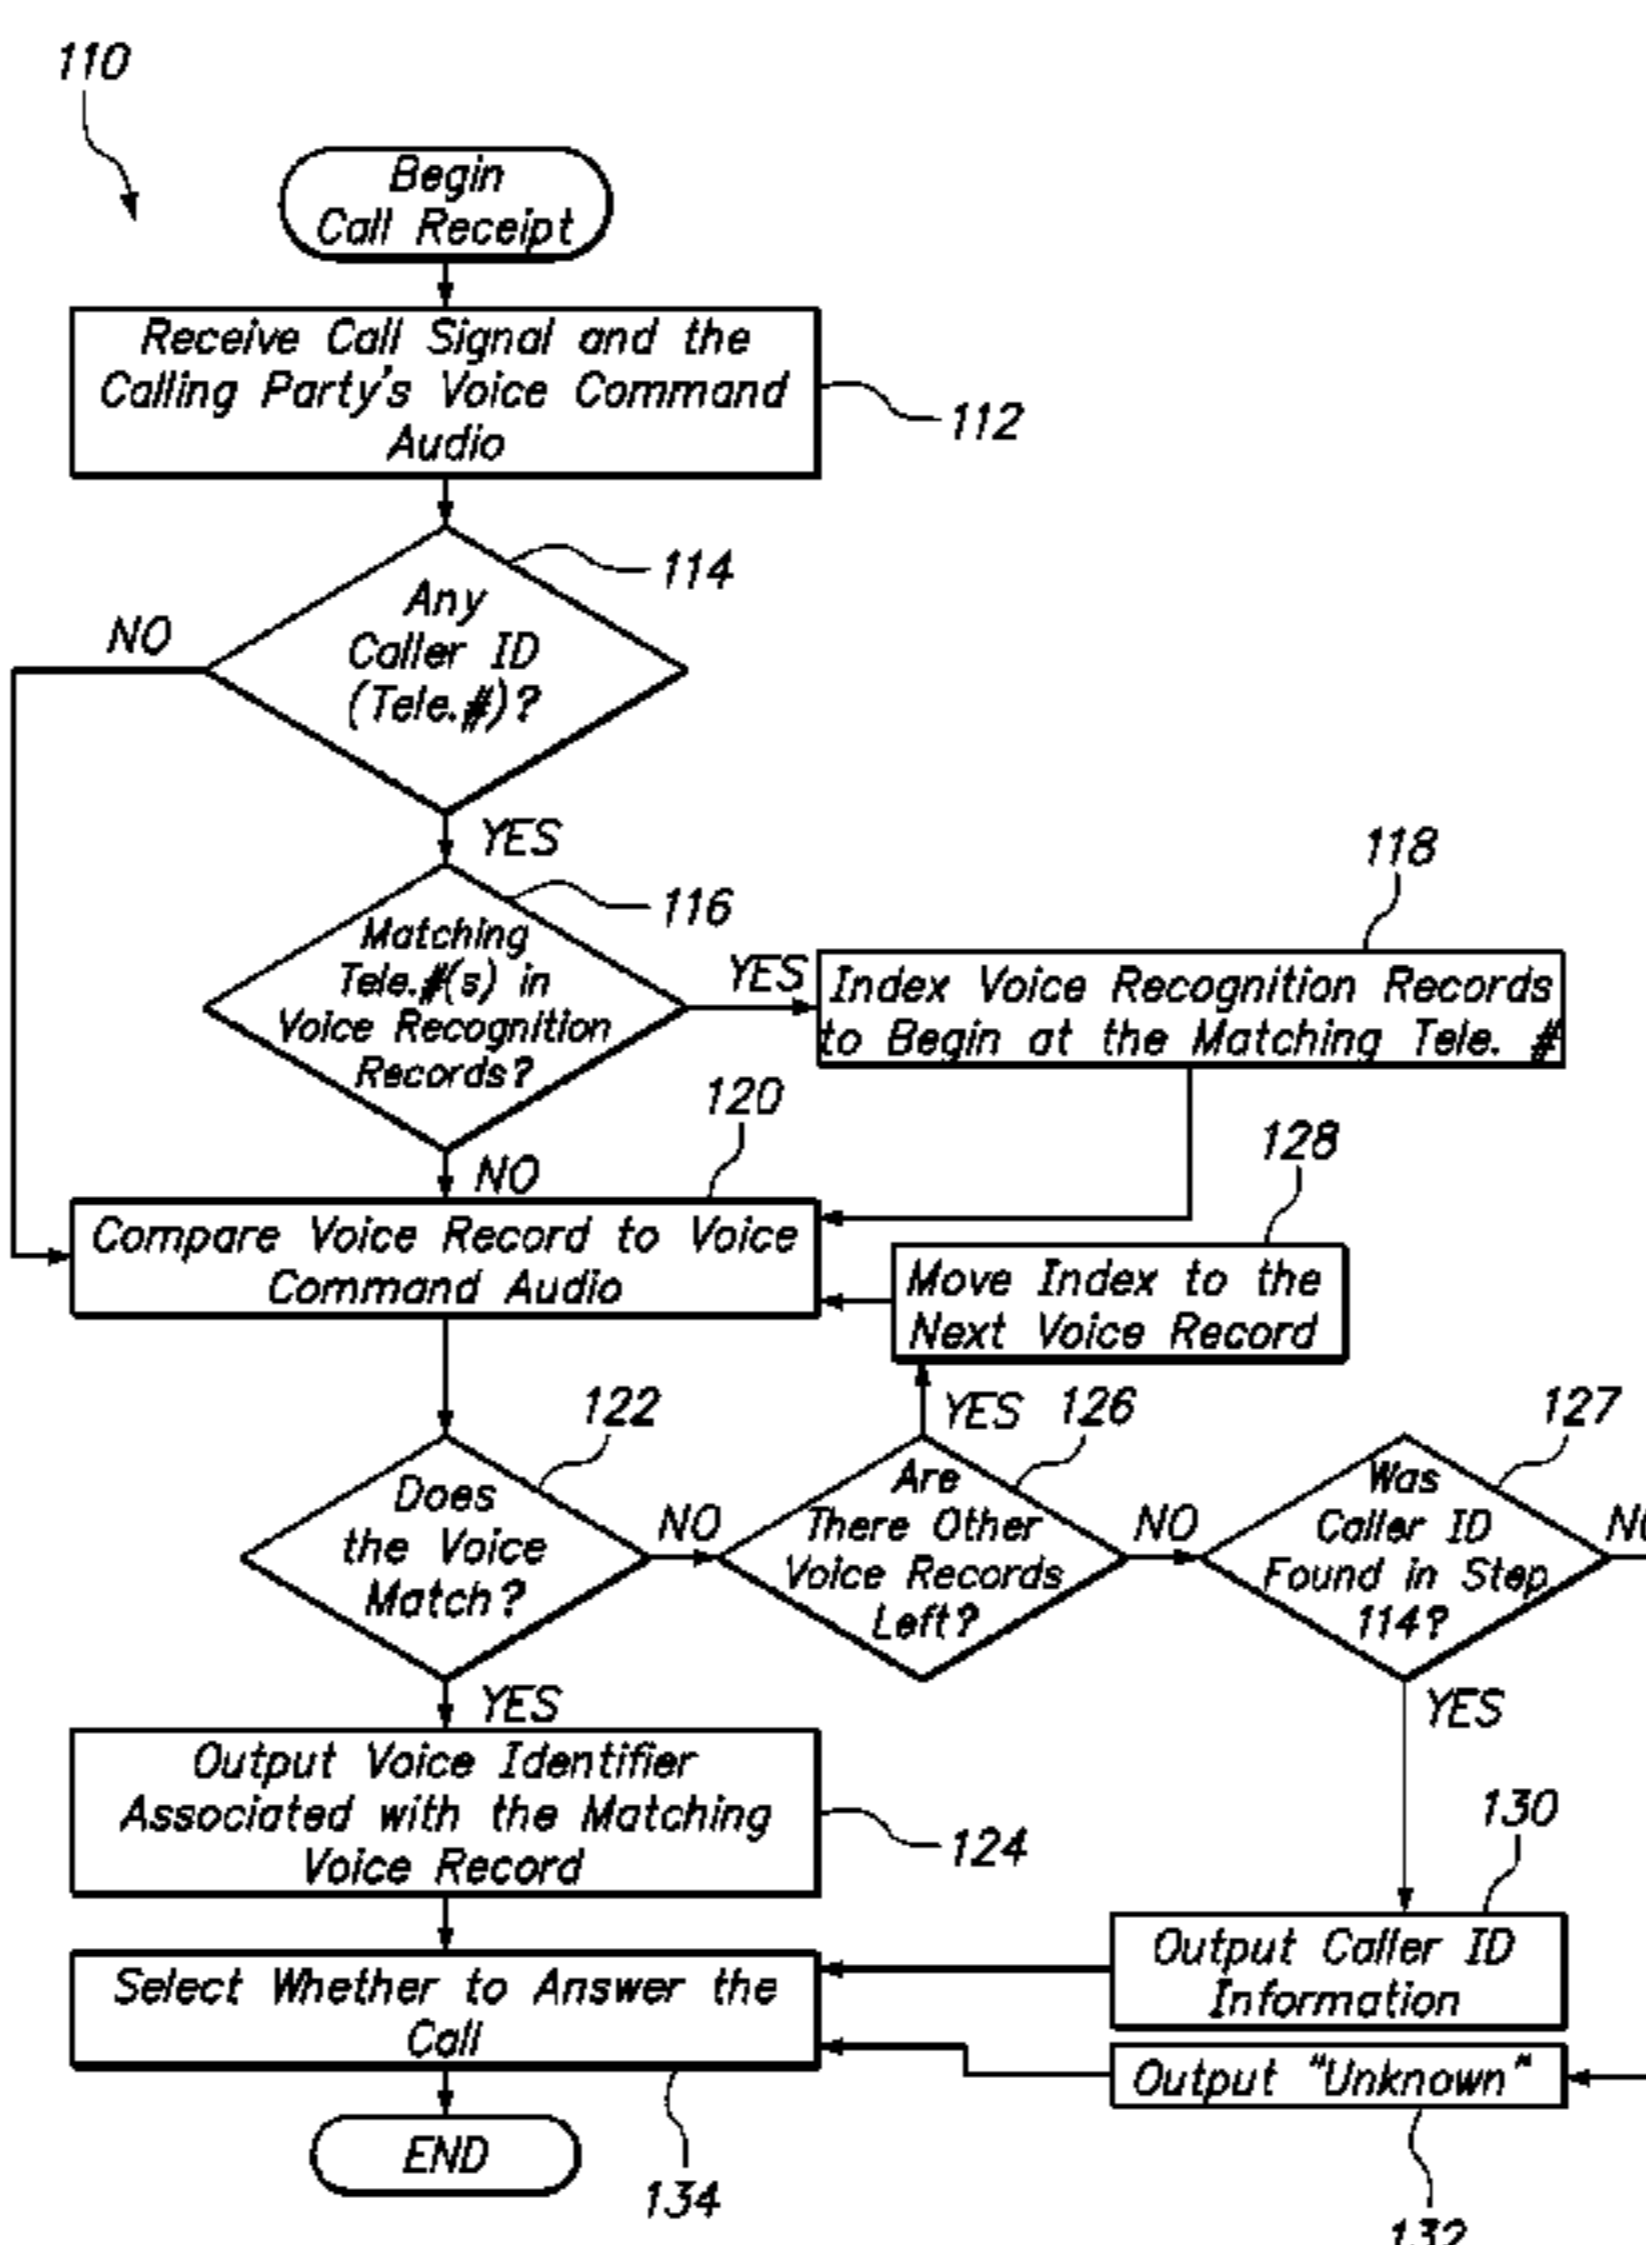 110
Begin
Call Receipt
Receive Call Signal and the
Calling Party's Voice Command
Audio
112
114
Any
Caller ID
(Tele.#)?
NO
YES
116
Matching
Tele.#(s) in
Voice Recognition
Records?
YES
118
Index Voice Recognition Records
to Begin at the Matching Tele. #
NO
120
Compare Voice Record to Voice
Command Audio
128
Move Index to the
Next Voice Record
122
Does
the Voice
Match?
NO
YES
126
Are
There Other
Voice Records
Left?
NO
127
Was
Caller ID
Found in Step
114?
NO
YES
YES
Output Voice Identifier
Associated with the Matching
Voice Record
124
130
Output Caller ID
Information
Select Whether to Answer the
Call
Output "Unknown"
END
134
132